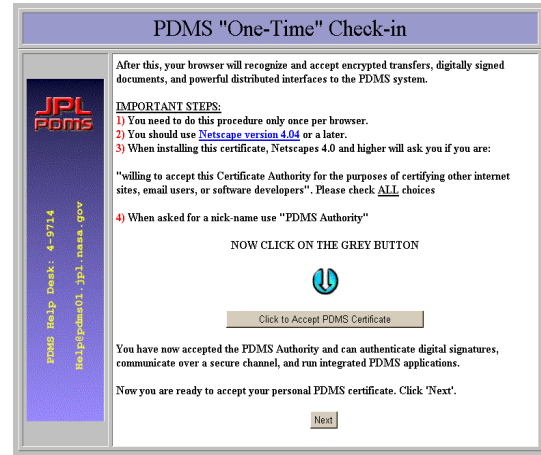 PDMS "One-Time" Check-in
After this, your browser will recognize and accept encrypted transfers, digitally signed
documents, and powerful distributed interfaces to the PDMS system.
JPL
PDMS
PDMS Help Desk: 4-9714
Help@pdms01.jpl.nasa.gov
IMPORTANT STEPS:
1) You need to do this procedure only once per browser.
2) You should use Netscape version 4.04 or a later.
3) When installing this certificate, Netscapes 4.0 and higher will ask you if you are:
"willing to accept this Certificate Authority for the purposes of certifying other internet
sites, email users, or software developers". Please check ALL choices
4) When asked for a nick-name use "PDMS Authority"
NOW CLICK ON THE GREY BUTTON
Click to Accept PDMS Certificate
You have now accepted the PDMS Authority and can authenticate digital signatures,
communicate over a secure channel, and run integrated PDMS applications.
Now you are ready to accept your personal PDMS certificate. Click 'Next'.
Next